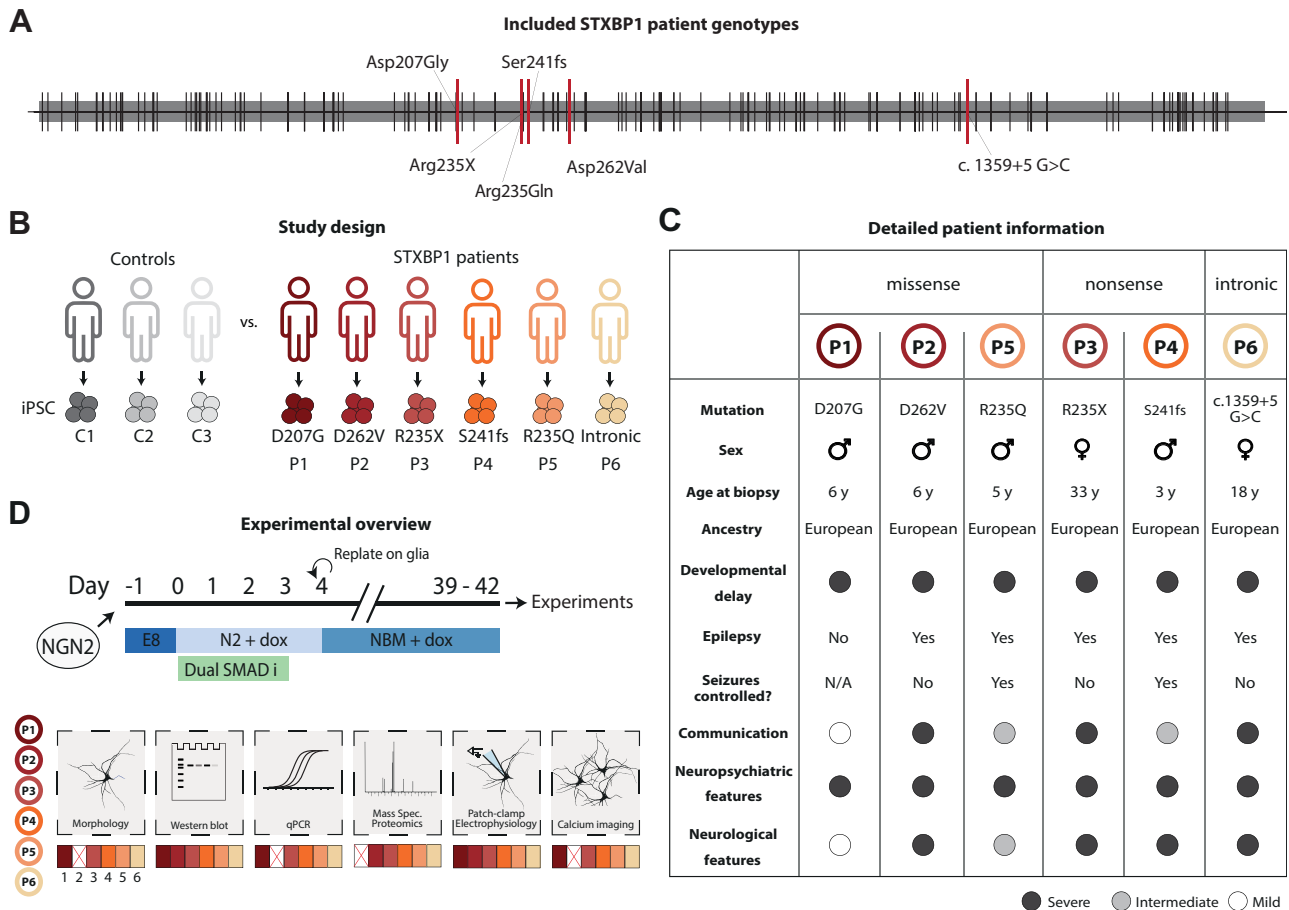 A
Included STXBP1 patient genotypes
Asp207Gly
Ser241fs
Arg235X
Arg235Gln
Asp262Val
c. 1359+5 G>C
B
Study design
Controls
STXBP1 patients
vs.
iPSC
C1 C2 C3 D207G D262V R235X S241fs R235Q Intronic
P1 P2 P3 P4 P5 P6
C
Detailed patient information
missense nonsense intronic
P1 P2 P5 P3 P4 P6
Mutation D207G D262V R235Q R235X S241fs c.1359+5
G>C
Sex ♂ ♂ ♂ ♀ ♂ ♀
Age at biopsy 6 y 6 y 5 y 33 y 3 y 18 y
Ancestry European European European European European European
Developmental
delay
Epilepsy No Yes Yes Yes Yes Yes
Seizures
controlled? N/A No Yes No Yes No
Communication
Neuropsychiatric
features
Neurological
features
Severe Intermediate Mild
D
Experimental overview
Replate on glia
Day -1 0 1 2 3 4 39 - 42
Experiments
NGN2
E8 N2 + dox NBM + dox
Dual SMAD i
P1
P2
P3
P4
P5
P6
Morphology
Western blot
qPCR
Mass Spec.
Proteomics
Patch-clamp
Electrophysiology
Calcium imaging
1 2 3 4 5 6